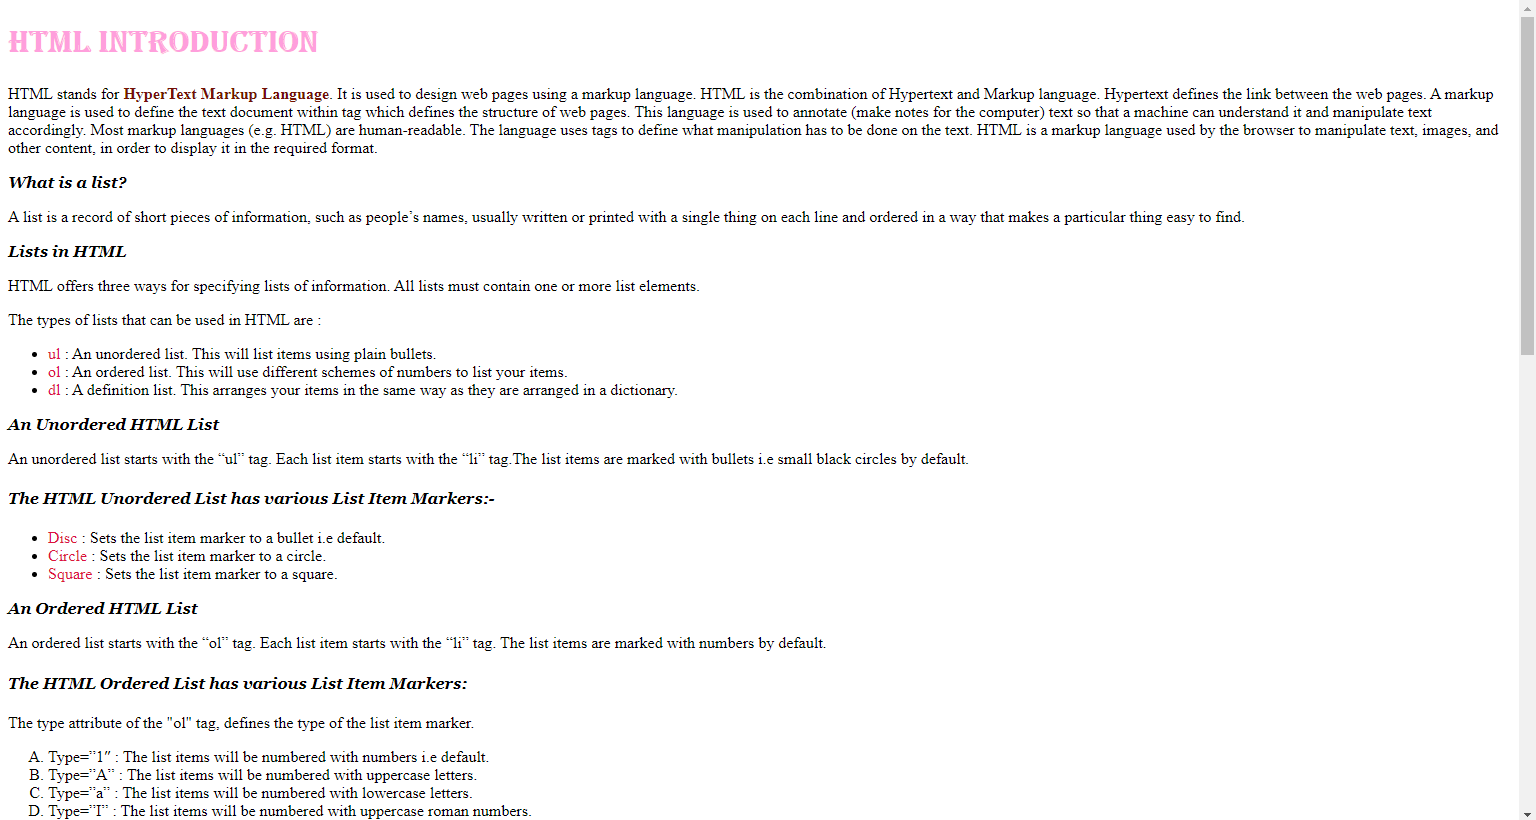 HTML INTRODUCTION
HTML stands for HyperText Markup Language. It is used to design web pages using a markup language. HTML is the combination of Hypertext and Markup language. Hypertext defines the link between the web pages. A markup
language is used to define the text document within tag which defines the structure of web pages. This language is used to annotate (make notes for the computer) text so that a machine can understand it and manipulate text
accordingly. Most markup languages (e.g. HTML) are human-readable. The language uses tags to define what manipulation has to be done on the text. HTML is a markup language used by the browser to manipulate text, images, and
other content, in order to display it in the required format.
What is a list?
A list is a record of short pieces of information, such as people’s names, usually written or printed with a single thing on each line and ordered in a way that makes a particular thing easy to find.
Lists in HTML
HTML offers three ways for specifying lists of information. All lists must contain one or more list elements.
The types of lists that can be used in HTML are :
• ul : An unordered list. This will list items using plain bullets.
• ol : An ordered list. This will use different schemes of numbers to list your items.
• dl : A definition list. This arranges your items in the same way as they are arranged in a dictionary.
An Unordered HTML List
An unordered list starts with the “ul” tag. Each list item starts with the “li” tag.The list items are marked with bullets i.e small black circles by default.
The HTML Unordered List has various List Item Markers:-
• Disc : Sets the list item marker to a bullet i.e default.
• Circle : Sets the list item marker to a circle.
• Square : Sets the list item marker to a square.
An Ordered HTML List
An ordered list starts with the “ol” tag. Each list item starts with the “li” tag. The list items are marked with numbers by default.
The HTML Ordered List has various List Item Markers:
The type attribute of the "ol" tag, defines the type of the list item marker.
A. Type=”1″ : The list items will be numbered with numbers i.e default.
B. Type=”A” : The list items will be numbered with uppercase letters.
C. Type=”a” : The list items will be numbered with lowercase letters.
D. Type=”I” : The list items will be numbered with uppercase roman numbers.